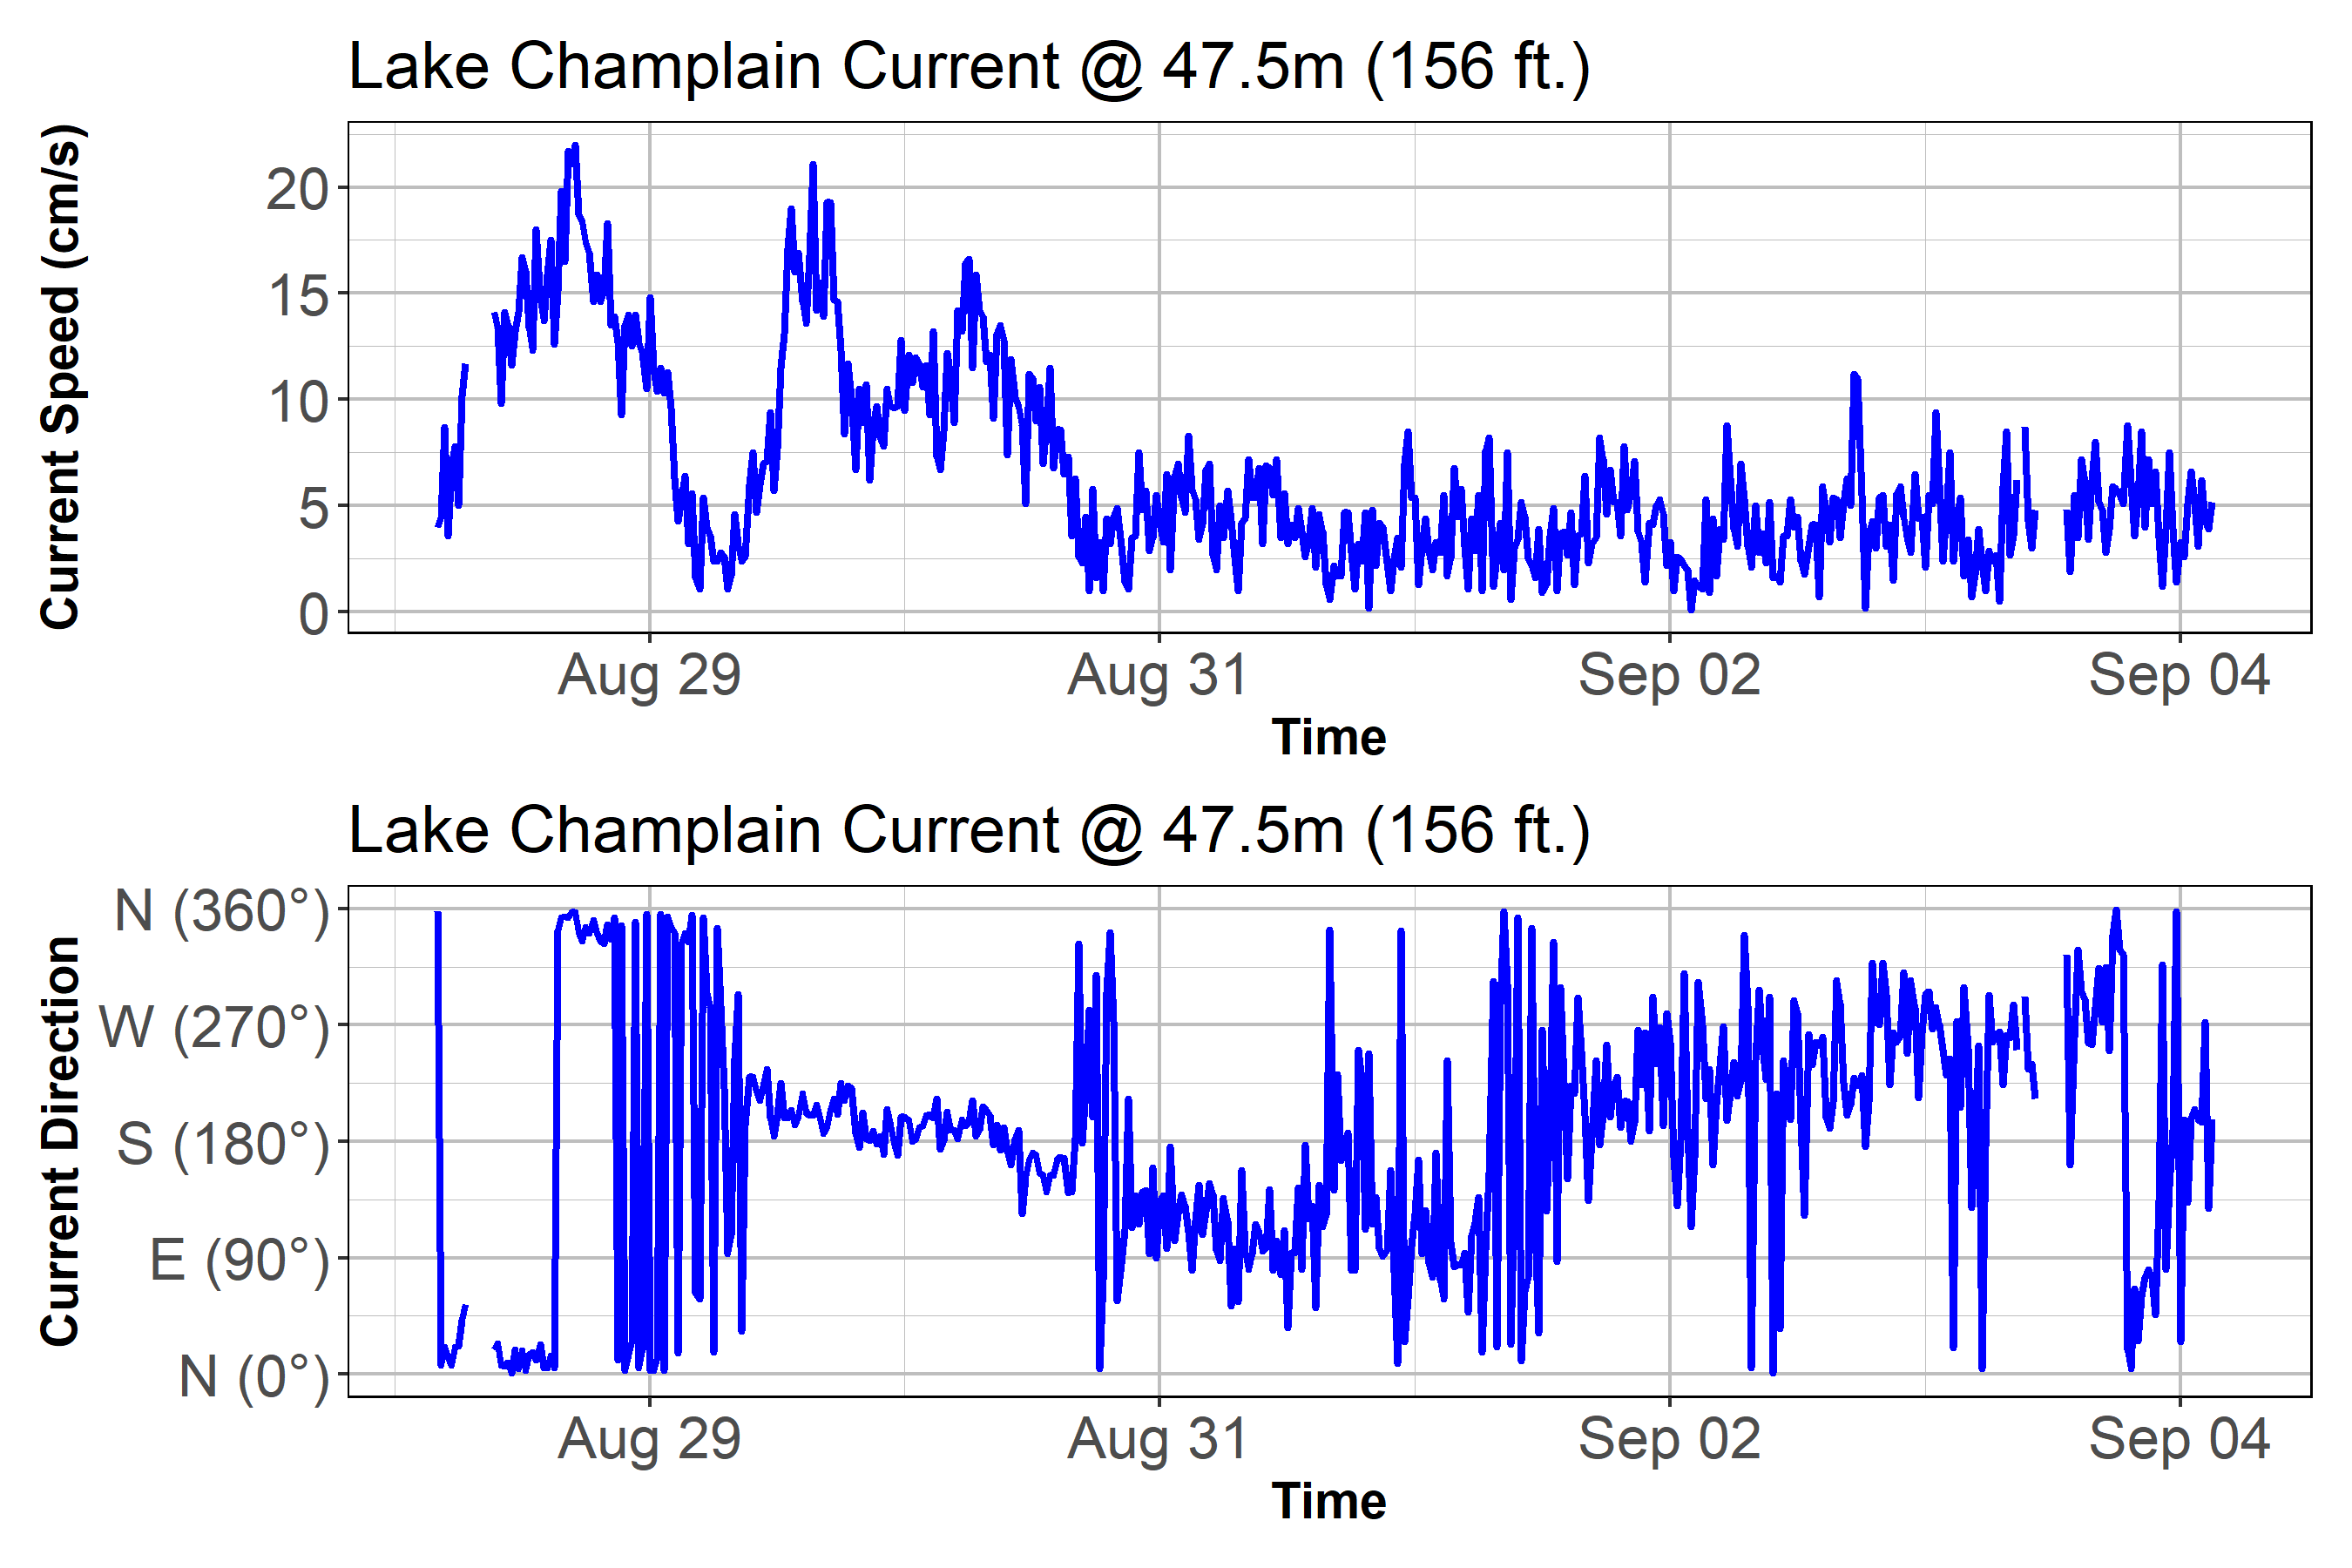 Lake Champlain Current @ 47.5m (156 ft.)
Current Speed (cm/s)
20
15
10
5
0
Aug 29 Aug 31 Sep 02 Sep 04
Time
Lake Champlain Current @ 47.5m (156 ft.)
Current Direction
N (360°)
W (270°)
S (180°)
E (90°)
N (0°)
Aug 29 Aug 31 Sep 02 Sep 04
Time